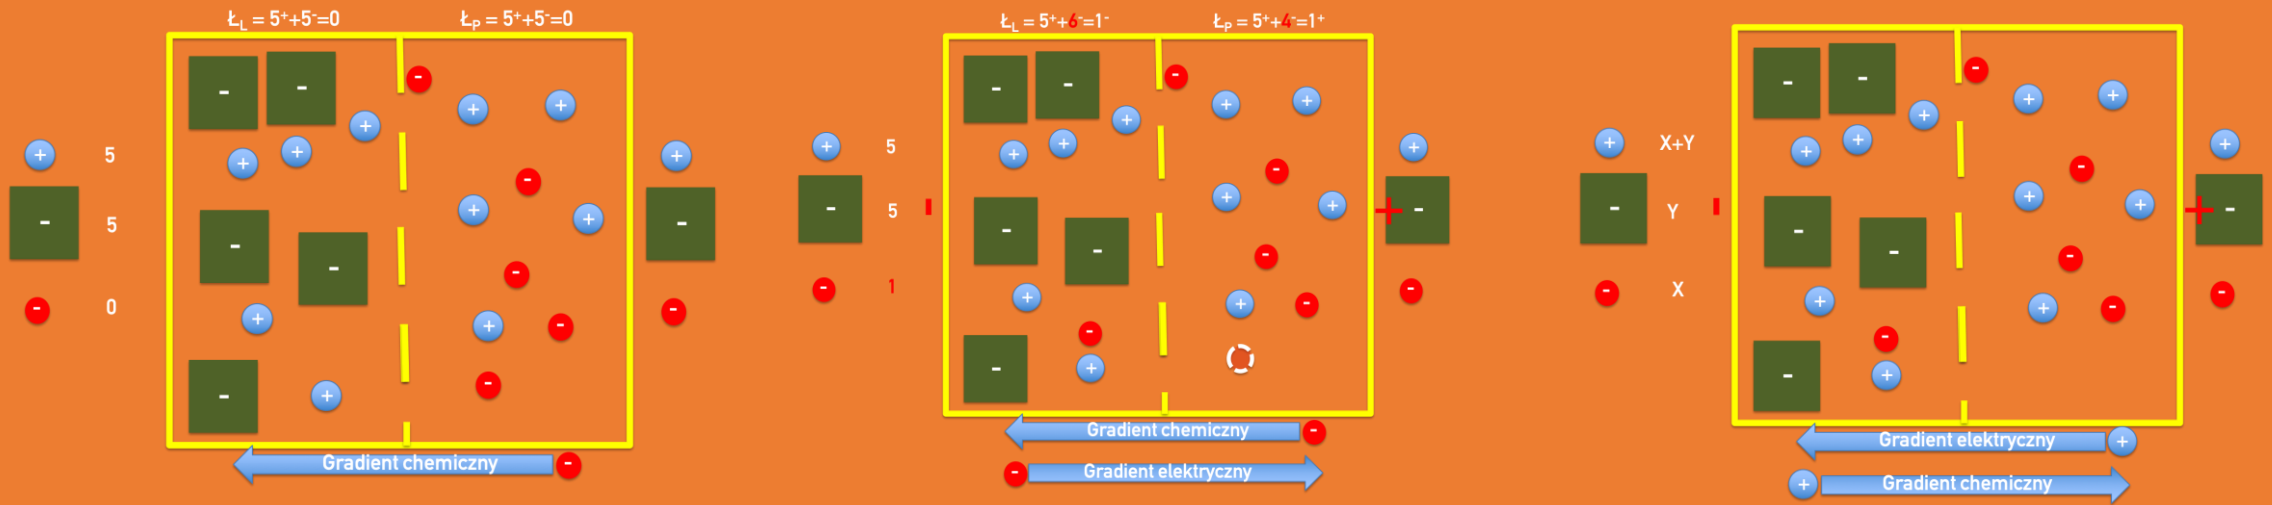 Ł_L = 5⁺+5⁻=0
Ł_P = 5⁺+5⁻=0
+ 5
- 5
- 0
Gradient chemiczny -
Ł_L = 5⁺+6⁻=1⁻
Ł_P = 5⁺+4⁻=1⁺
+ 5
- 5
- 1
Gradient chemiczny -
- Gradient elektryczny
+ X+Y
- Y
- X
Gradient elektryczny +
+ Gradient chemiczny